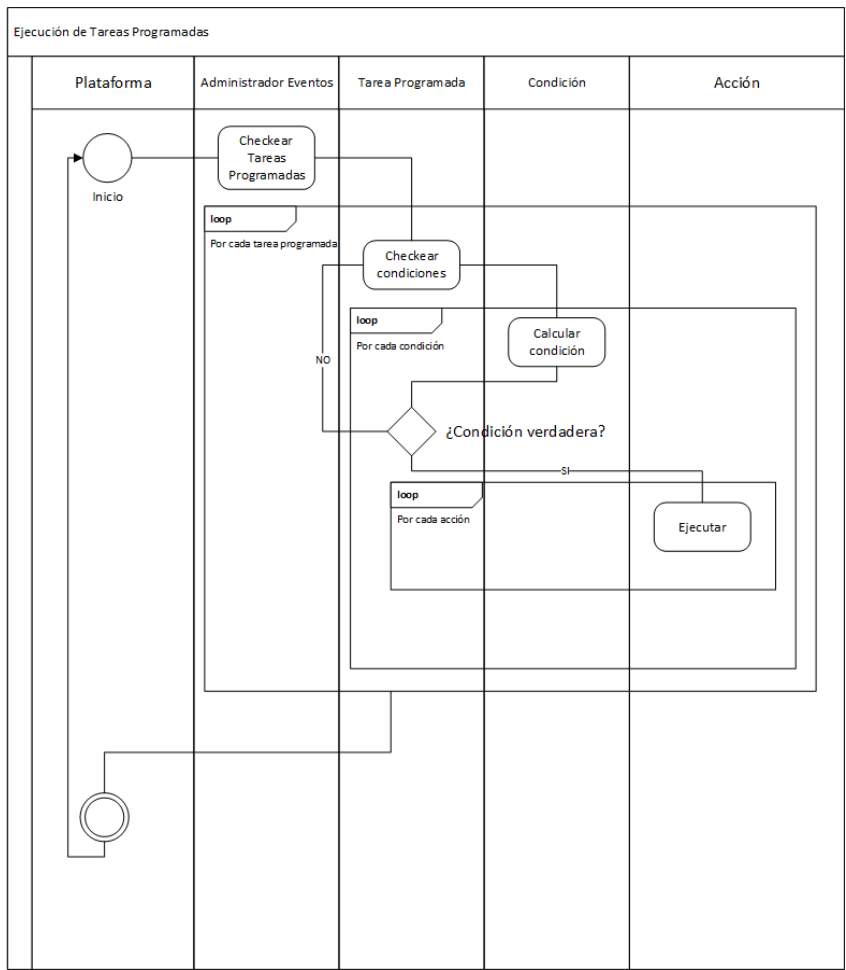 Ejecución de Tareas Programadas
Plataforma
Administrador Eventos
Tarea Programada
Condición
Acción
Checkear
Tareas
Programadas
Inicio
loop
Por cada tarea programada
Checkear
condiciones
loop
Por cada condición
Calcular
condición
NO
¿Condición verdadera?
SI
loop
Por cada acción
Ejecutar